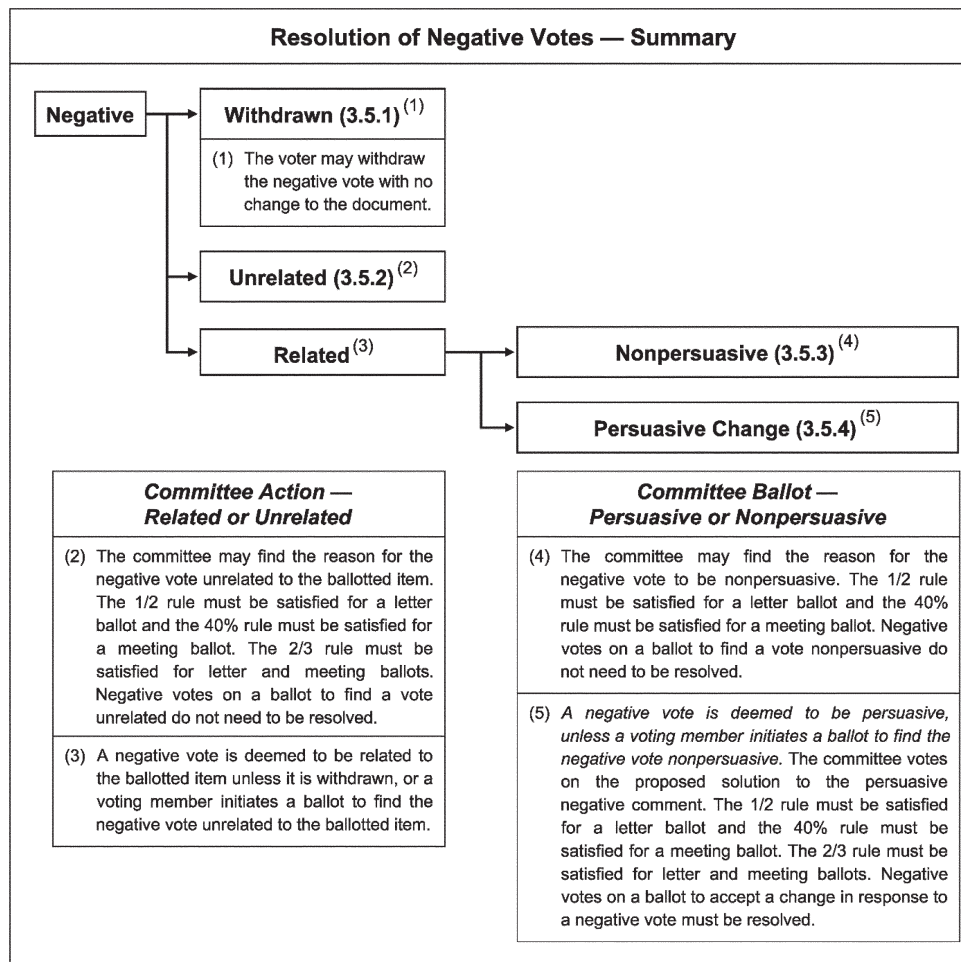 Resolution of Negative Votes — Summary
Negative
Withdrawn (3.5.1)(1)
(1) The voter may withdraw
the negative vote with no
change to the document.
Unrelated (3.5.2)(2)
Related(3)
Nonpersuasive (3.5.3)(4)
Persuasive Change (3.5.4)(5)
Committee Action —
Related or Unrelated
(2) The committee may find the reason for the
negative vote unrelated to the ballotted item.
The 1/2 rule must be satisfied for a letter
ballot and the 40% rule must be satisfied for
a meeting ballot. The 2/3 rule must be
satisfied for letter and meeting ballots.
Negative votes on a ballot to find a vote
unrelated do not need to be resolved.
(3) A negative vote is deemed to be related to
the ballotted item unless it is withdrawn, or a
voting member initiates a ballot to find the
negative vote unrelated to the ballotted item.
Committee Ballot —
Persuasive or Nonpersuasive
(4) The committee may find the reason for the
negative vote to be nonpersuasive. The 1/2 rule
must be satisfied for a letter ballot and the 40%
rule must be satisfied for a meeting ballot. Negative
votes on a ballot to find a vote nonpersuasive do
not need to be resolved.
(5) A negative vote is deemed to be persuasive,
unless a voting member initiates a ballot to find the
negative vote nonpersuasive. The committee votes
on the proposed solution to the persuasive
negative comment. The 1/2 rule must be satisfied
for a letter ballot and the 40% rule must be
satisfied for a meeting ballot. The 2/3 rule must be
satisfied for letter and meeting ballots. Negative
votes on a ballot to accept a change in response to
a negative vote must be resolved.